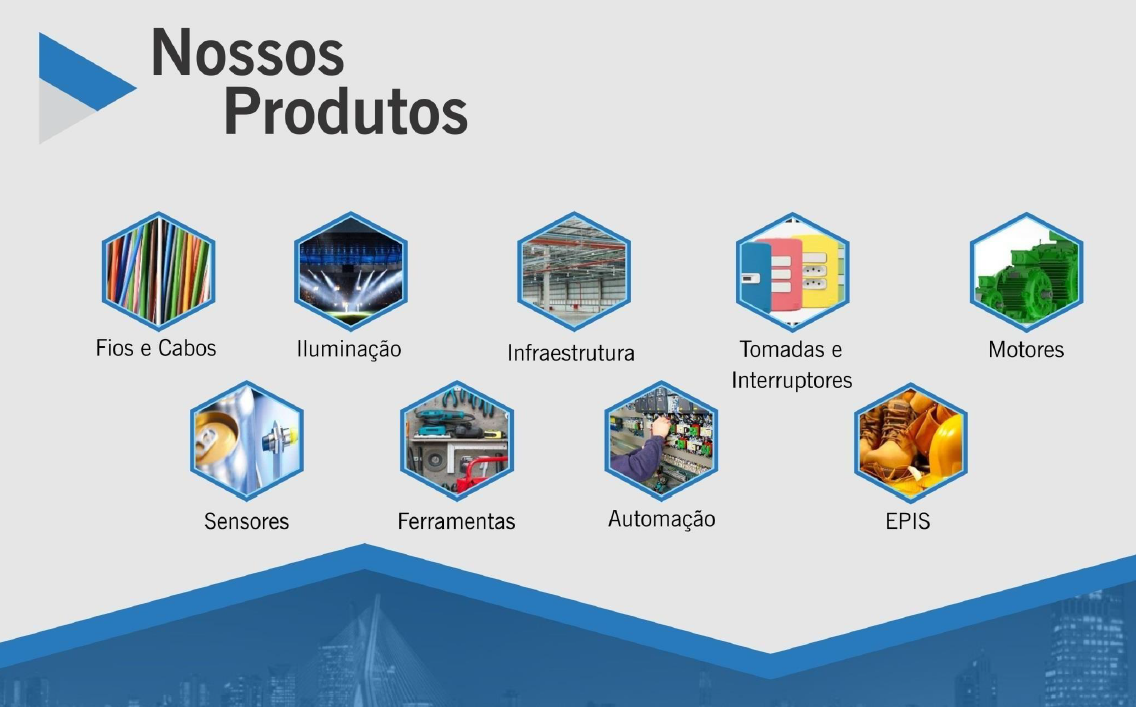 Nossos
Produtos
Fios e Cabos
Iluminação
Infraestrutura
Tomadas e
Interruptores
Motores
Sensores
Ferramentas
Automação
EPIS